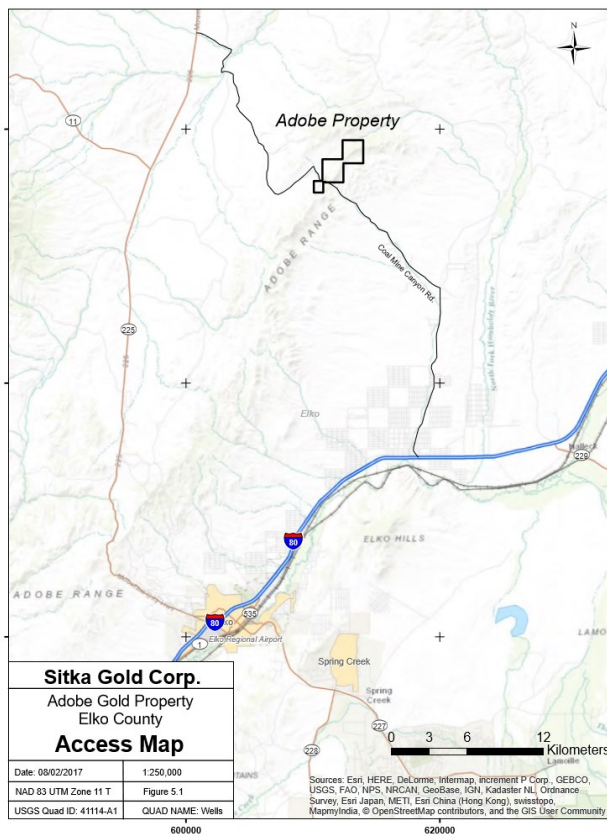 N
11
Adobe Property
ADOBE RANGE
Coal Mine Canyon Rd.
North Fork Humboldt River
225
225
225
Elko
Halleck
229
80
ELKO HILLS
ADOBE RANGE
80
535
Elko
1
Elko Regional Airport
LAMO
Spring Creek
Spring
Creek
227
228
Lamoille
Sitka Gold Corp.
Adobe Gold Property
Elko County
Access Map
Date: 08/02/2017
1:250,000
NAD 83 UTM Zone 11 T
Figure 5.1
USGS Quad ID: 41114-A1
QUAD NAME: Wells
TAINS
0 3 6 12
Kilometers
Sources: Esri, HERE, DeLorme, Intermap, increment P Corp., GEBCO,
USGS, FAO, NPS, NRCAN, GeoBase, IGN, Kadaster NL, Ordnance
Survey, Esri Japan, METI, Esri China (Hong Kong), swisstopo,
MapmyIndia, © OpenStreetMap contributors, and the GIS User Community
600000
620000